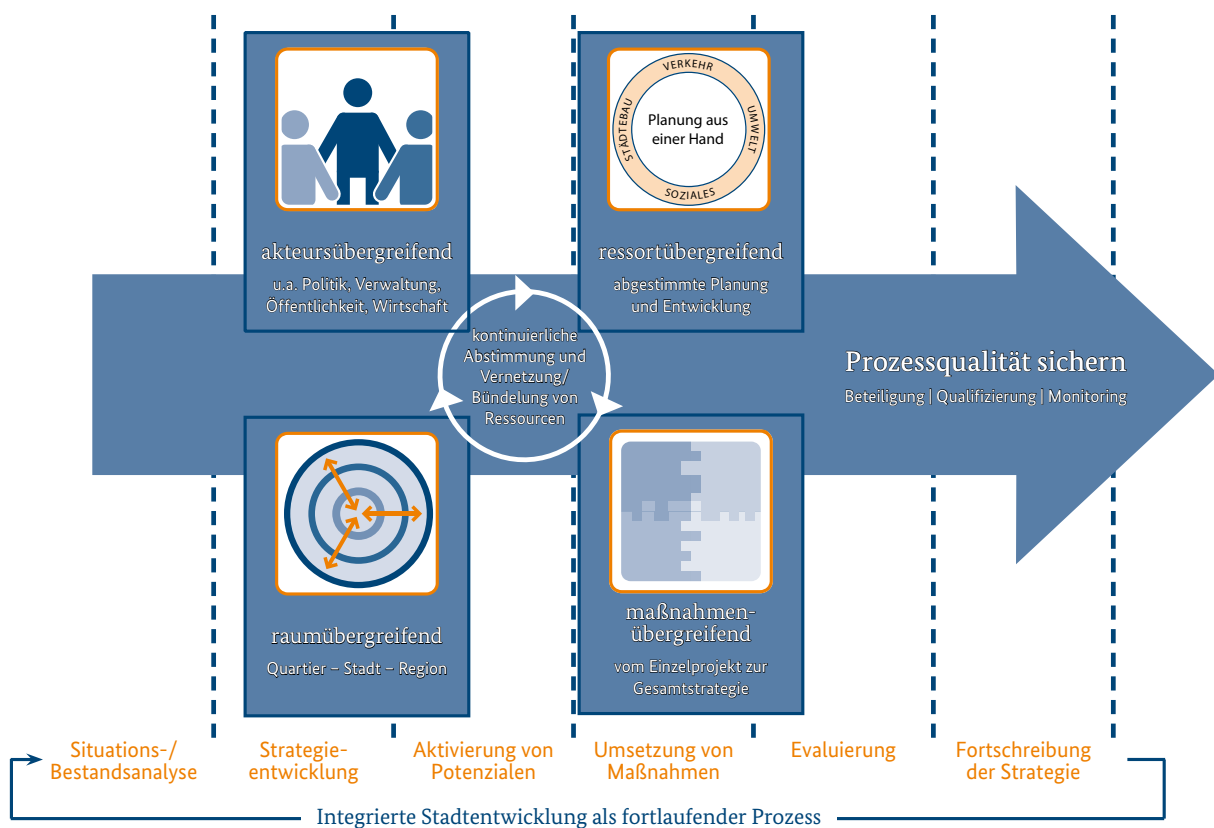 akteursübergreifend
u.a. Politik, Verwaltung,
Öffentlichkeit, Wirtschaft
VERKEHR
UMWELT
SOZIALES
STÄDTEBAU
Planung aus
einer Hand
ressortübergreifend
abgestimmte Planung
und Entwicklung
kontinuierliche
Abstimmung und
Vernetzung/
Bündelung von
Ressourcen
Prozessqualität sichern
Beteiligung | Qualifizierung | Monitoring
raumübergreifend
Quartier – Stadt – Region
maßnahmen-
übergreifend
vom Einzelprojekt zur
Gesamtstrategie
Situations-/
Bestandsanalyse
Strategie-
entwicklung
Aktivierung von
Potenzialen
Umsetzung von
Maßnahmen
Evaluierung
Fortschreibung
der Strategie
Integrierte Stadtentwicklung als fortlaufender Prozess